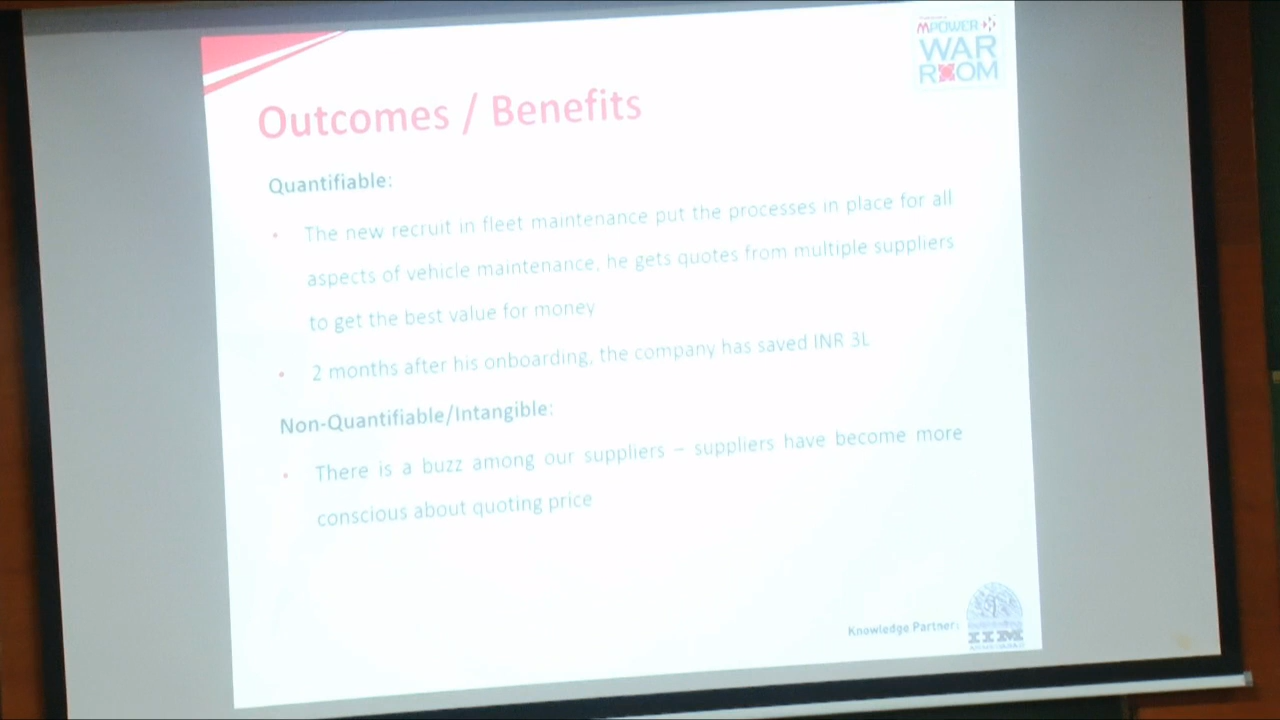 MPOWER
WAR
ROOM
Outcomes / Benefits
Quantifiable:
• The new recruit in fleet maintenance put the processes in place for all
aspects of vehicle maintenance, he gets quotes from multiple suppliers
to get the best value for money
• 2 months after his onboarding, the company has saved INR 3L
Non-Quantifiable/Intangible:
• There is a buzz among our suppliers – suppliers have become more
conscious about quoting price
Knowledge Partner:
IIM